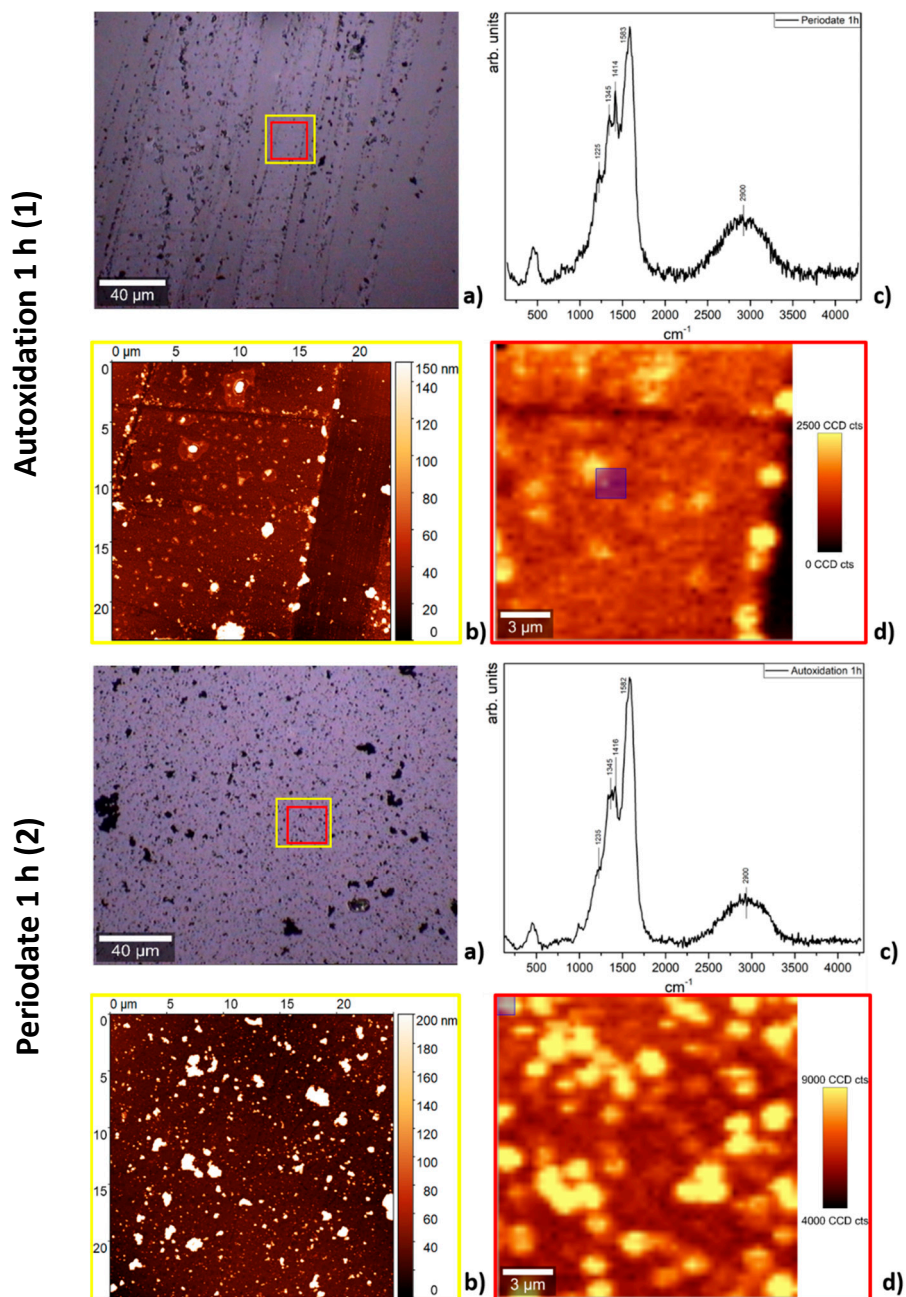 Autoxidation 1 h (1)
40 µm
a)
arb. units
Periodate 1h
1225
1345
1414
1583
2900
500 1000 1500 2000 2500 3000 3500 4000
cm-1
c)
0 µm 5 10 15 20
0
5
10
15
20
150 nm
140
120
100
80
60
40
20
0
b)
2500 CCD cts
0 CCD cts
3 µm
d)
Periodate 1 h (2)
40 µm
a)
arb. units
Autoxidation 1h
1235
1345
1416
1582
2900
500 1000 1500 2000 2500 3000 3500 4000
cm-1
c)
0 µm 5 10 15 20
0
5
10
15
20
200 nm
180
160
140
120
100
80
60
40
20
0
b)
9000 CCD cts
4000 CCD cts
3 µm
d)